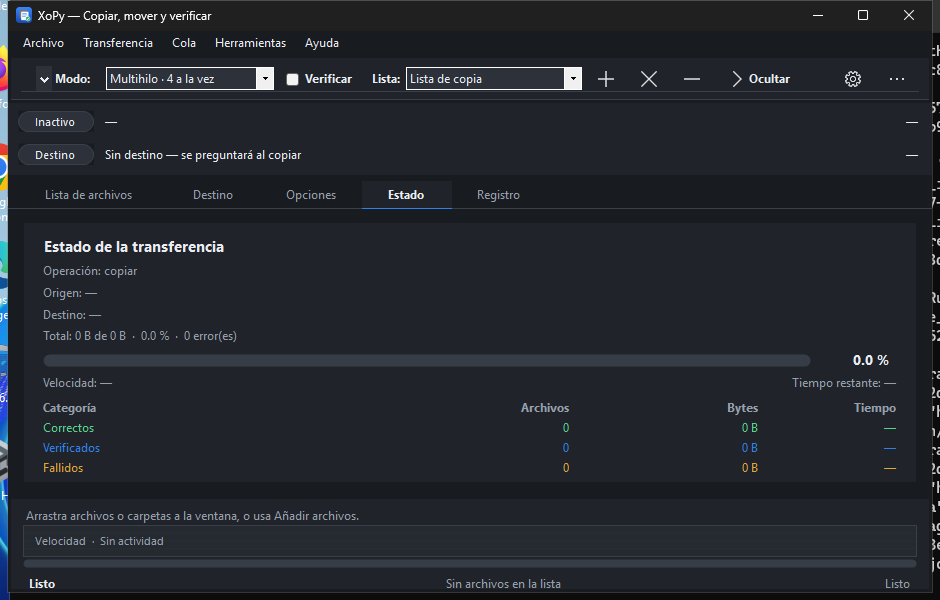 XoPy — Copiar, mover y verificar
Archivo Transferencia Cola Herramientas Ayuda
Modo: Multihilo · 4 a la vez Verificar Lista: Lista de copia Ocultar
Inactivo —  —
Destino Sin destino — se preguntará al copiar —
Lista de archivos Destino Opciones Estado Registro
Estado de la transferencia
Operación: copiar
Origen: —
Destino: —
Total: 0 B de 0 B · 0.0 % · 0 error(es)
0.0 %
Velocidad: — Tiempo restante: —
Categoría Archivos Bytes Tiempo
Correctos 0 0 B —
Verificados 0 0 B —
Fallidos 0 0 B —
Arrastra archivos o carpetas a la ventana, o usa Añadir archivos.
Velocidad · Sin actividad
Listo Sin archivos en la lista Listo